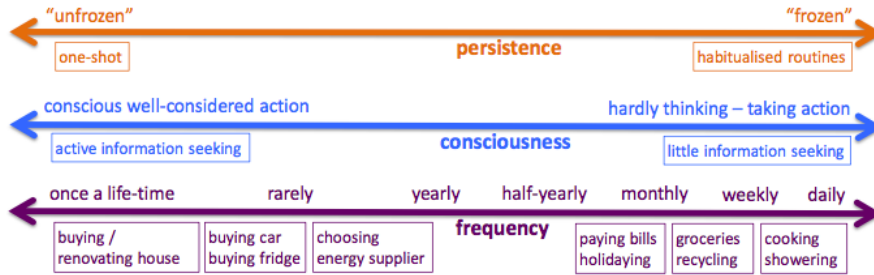 "unfrozen" "frozen"
persistence
one-shot habitualised routines
conscious well-considered action hardly thinking – taking action
consciousness
active information seeking little information seeking
once a life-time rarely yearly half-yearly monthly weekly daily
frequency
buying / buying car choosing paying bills groceries cooking
renovating house buying fridge energy supplier holidaying recycling showering